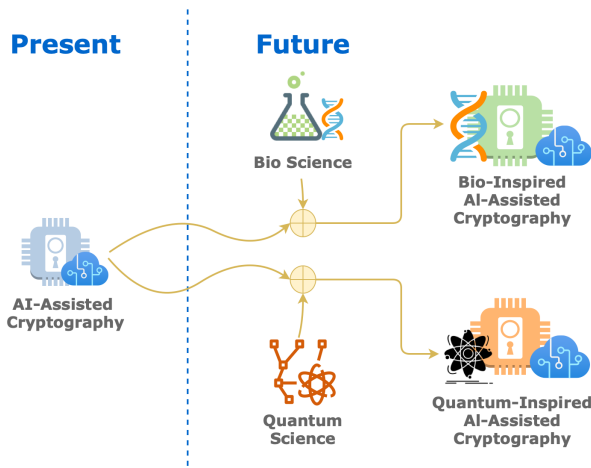 Present
Future
Bio Science
Bio-Inspired
AI-Assisted
Cryptography
AI-Assisted
Cryptography
Quantum
Science
Quantum-Inspired
AI-Assisted
Cryptography